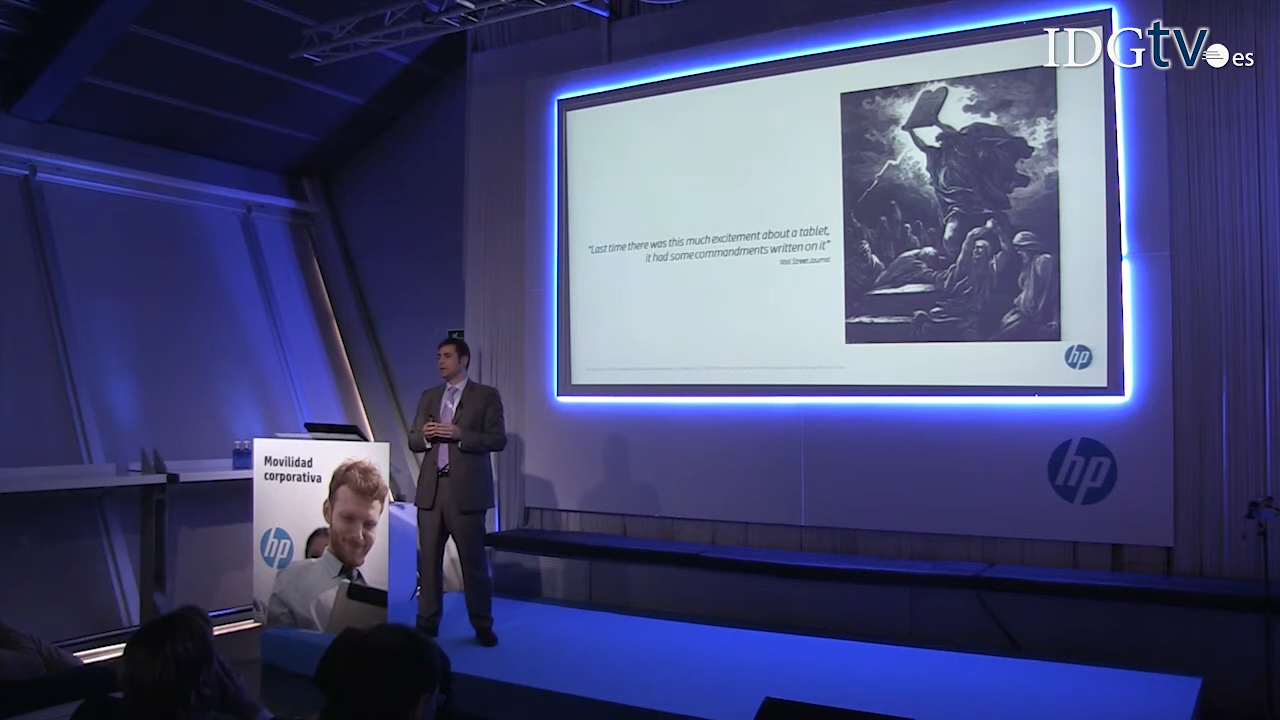 IDGtv.es
"Last time there was this much excitement about a tablet,
it had some commandments written on it"
Wall Street Journal
hp
hp
Movilidad
corporativa
hp